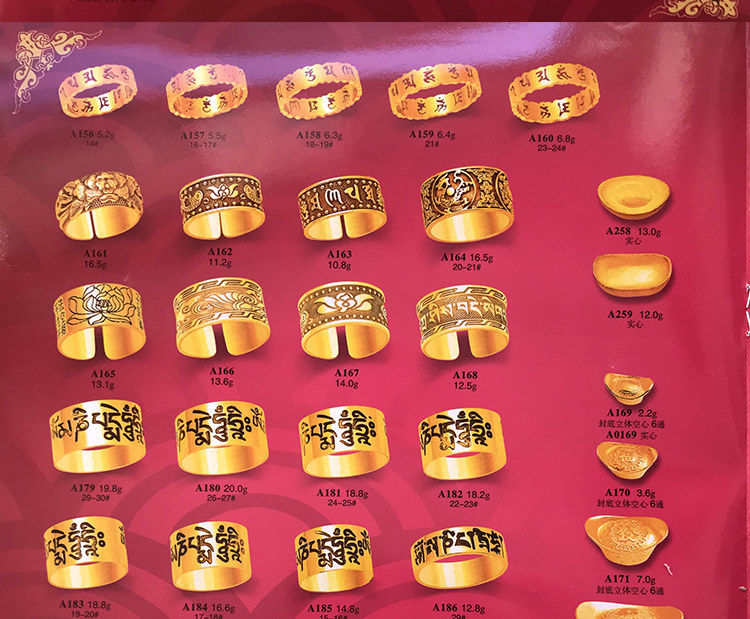 A156 5.2g
14#
A157 5.5g
16-17#
A158 6.3g
18-19#
A159 6.4g
21#
A160 6.8g
23-24#
A161
16.5g
A162
11.2g
A163
10.8g
A164 16.5g
20-21#
A258 13.0g
实心
A259 12.0g
实心
A165
13.1g
A166
13.6g
A167
14.0g
A168
12.5g
A169 2.2g
封底立体空心 6通
A0169 实心
A179 19.8g
29-30#
A180 20.0g
26-27#
A181 18.8g
24-25#
A182 18.2g
22-23#
A170 3.6g
封底立体空心 6通
A171 7.0g
封底立体空心 6通
A183 18.8g
19-20#
A184 16.6g
17-18#
A185 14.8g
15-16#
A186 12.8g
29#